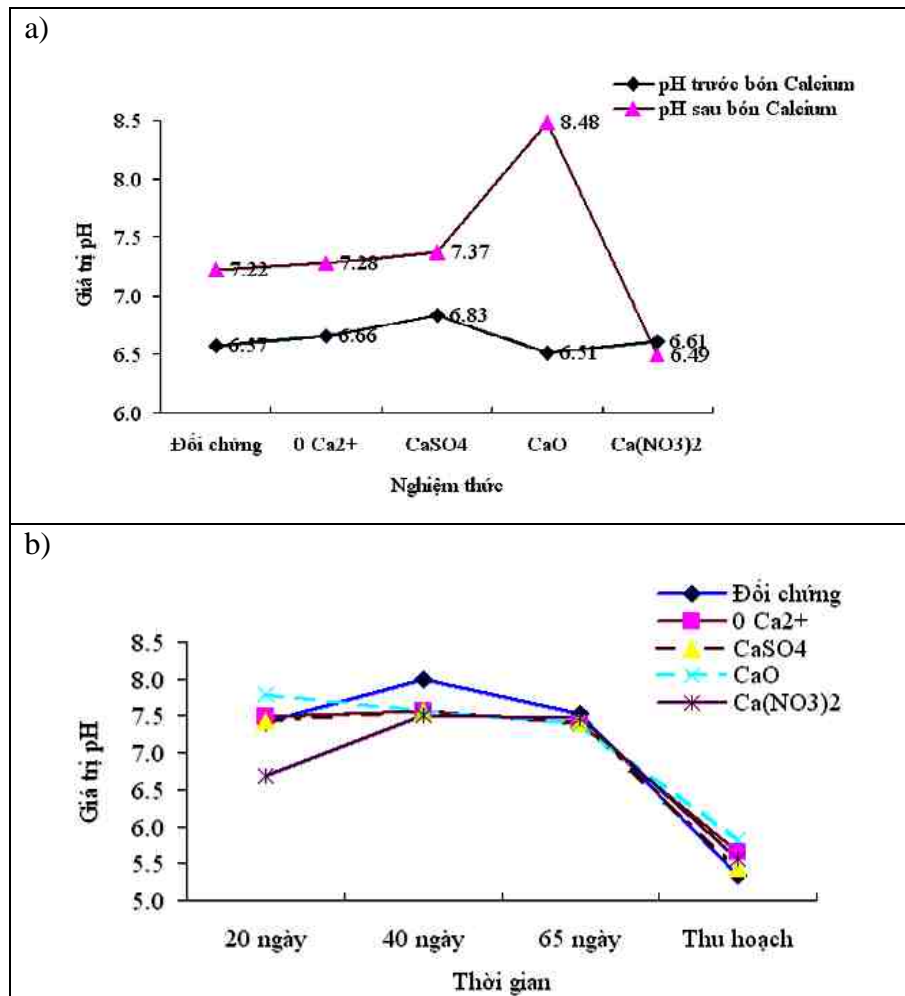 a)
pH trước bón Calcium
pH sau bón Calcium
8.5
8.0
7.5
7.0
6.5
6.0
Giá trị pH
7.22
7.28
7.37
8.48
6.49
6.57
6.66
6.83
6.51
6.61
Đối chứng
0 Ca2+
CaSO4
CaO
Ca(NO3)2
Nghiệm thức
b)
Đối chứng
0 Ca2+
CaSO4
CaO
Ca(NO3)2
8.5
8.0
7.5
7.0
6.5
6.0
5.5
5.0
Giá trị pH
20 ngày
40 ngày
65 ngày
Thu hoạch
Thời gian